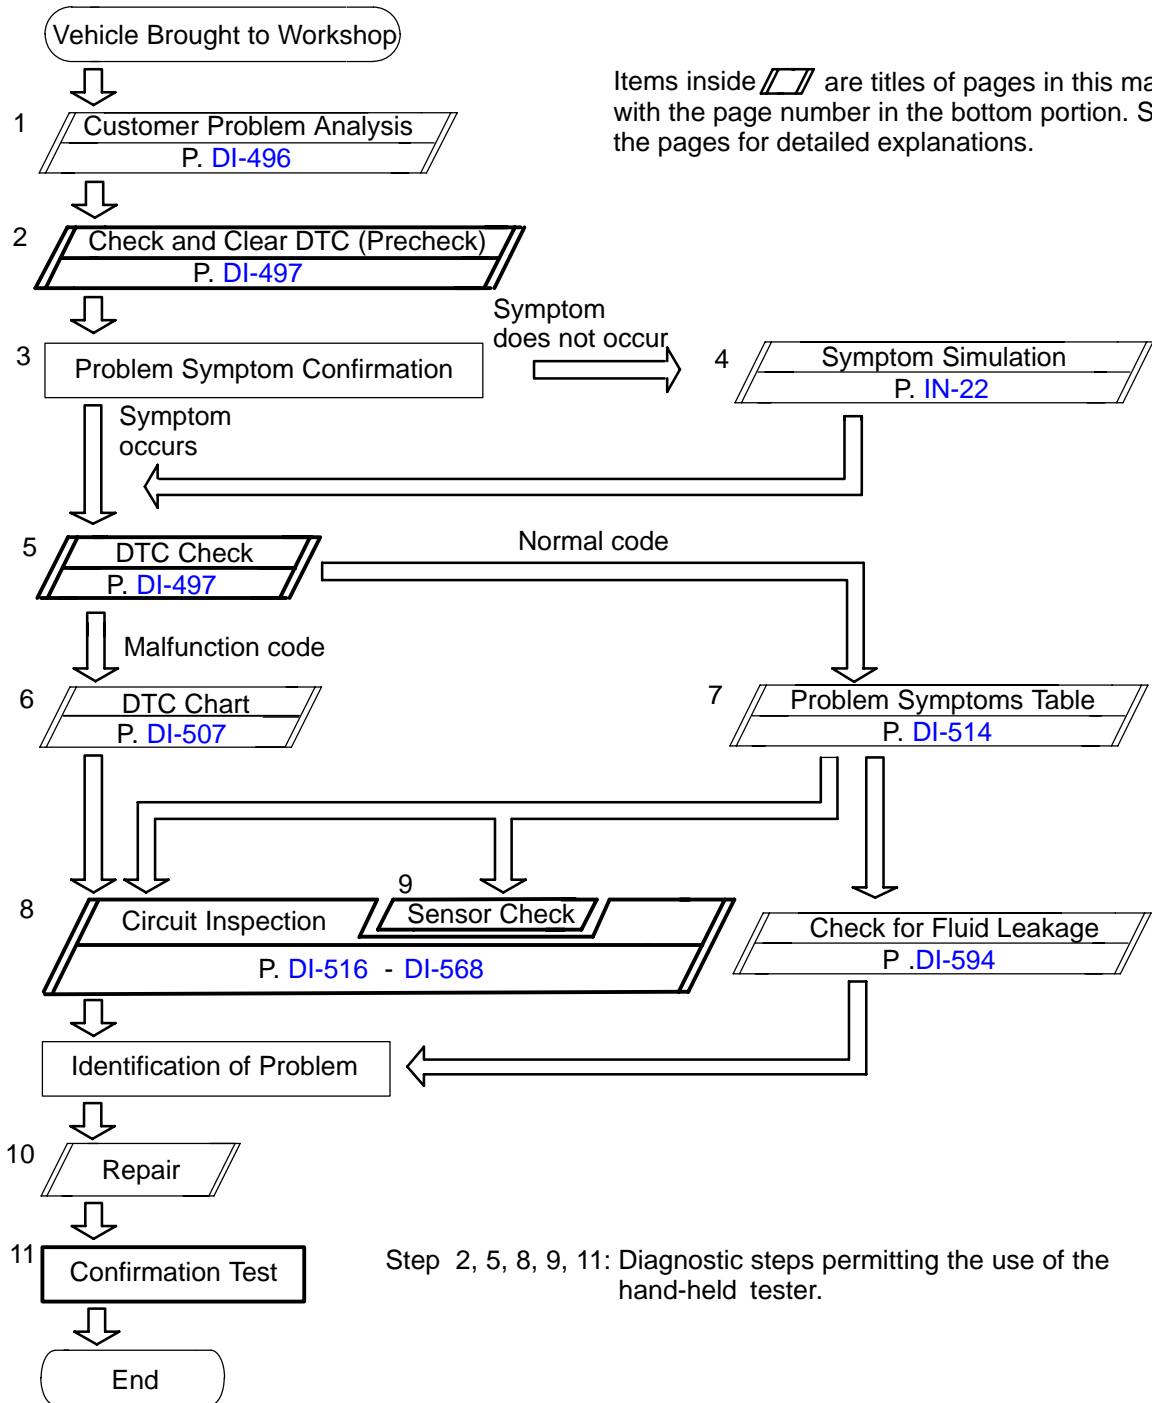 Vehicle Brought to Workshop
Items inside are titles of pages in this
with the page number in the bottom portion.
the pages for detailed explanations.
1
Customer Problem Analysis
P. DI-496
2
Check and Clear DTC (Precheck)
P. DI-497
Symptom
does not occur
3
Problem Symptom Confirmation
4
Symptom Simulation
P. IN-22
Symptom
occurs
5
DTC Check
P. DI-497
Normal code
Malfunction code
6
DTC Chart
P. DI-507
7
Problem Symptoms Table
P. DI-514
8
Circuit Inspection
9
Sensor Check
P. DI-516 - DI-568
Check for Fluid Leakage
P .DI-594
Identification of Problem
10
Repair
11
Confirmation Test
Step 2, 5, 8, 9, 11: Diagnostic steps permitting the use of the
hand-held tester.
End